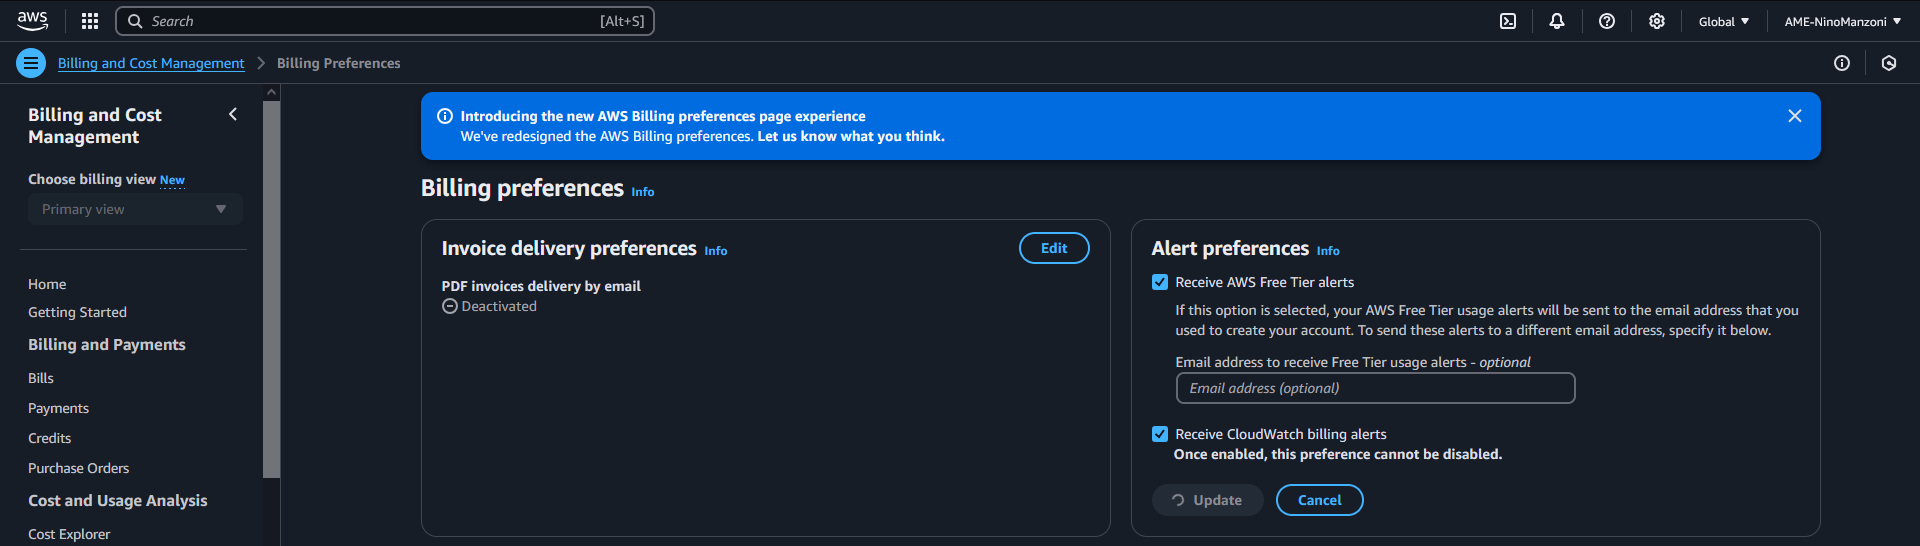 aws
Search
[Alt+S]
Global
AME-NinoManzoni
Billing and Cost Management
Billing Preferences
Billing and Cost
Management
Choose billing view New
Primary view
Home
Getting Started
Billing and Payments
Bills
Payments
Credits
Purchase Orders
Cost and Usage Analysis
Cost Explorer
Introducing the new AWS Billing preferences page experience
We've redesigned the AWS Billing preferences. Let us know what you think.
Billing preferences Info
Invoice delivery preferences Info
Edit
PDF invoices delivery by email
Deactivated
Alert preferences Info
Receive AWS Free Tier alerts
If this option is selected, your AWS Free Tier usage alerts will be sent to the email address that you
used to create your account. To send these alerts to a different email address, specify it below.
Email address to receive Free Tier usage alerts - optional
Email address (optional)
Receive CloudWatch billing alerts
Once enabled, this preference cannot be disabled.
Update
Cancel